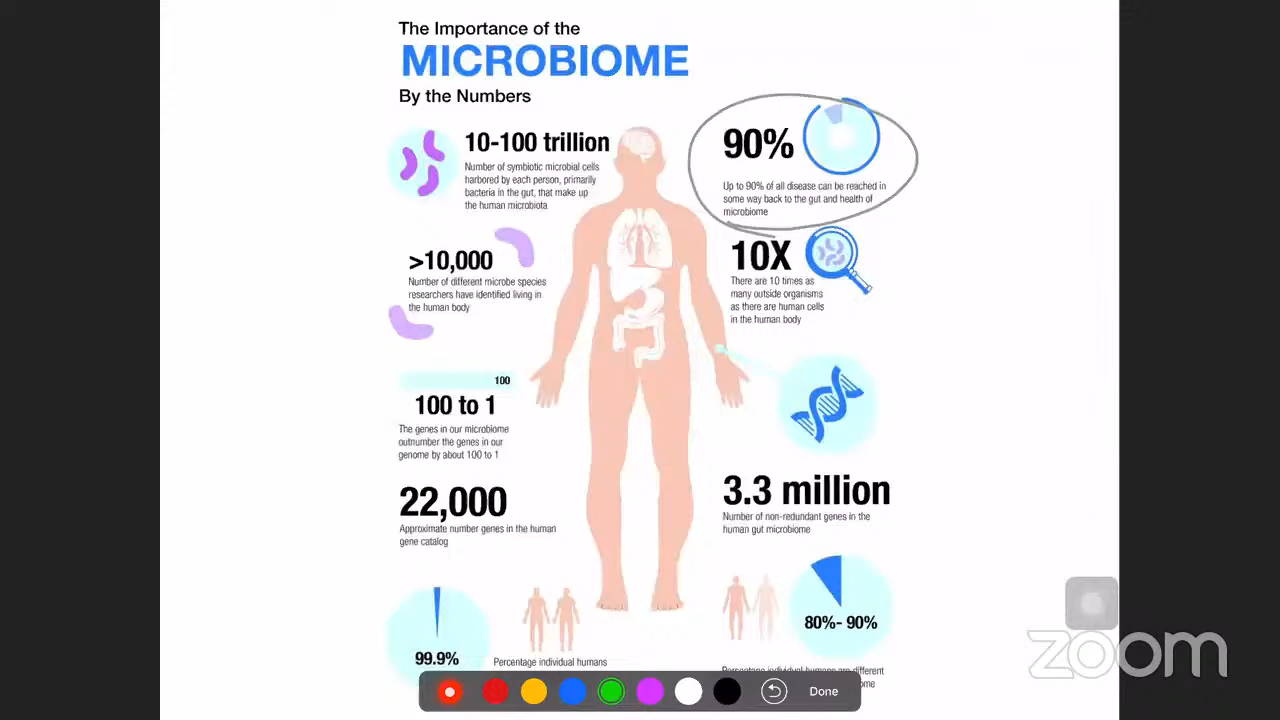 The Importance of the
MICROBIOME
By the Numbers
10-100 trillion
Number of symbiotic microbial cells
harbored by each person, primarily
bacteria in the gut, that make up
the human microbiota
>10,000
Number of different microbe species
researchers have identified living in
the human body
100
100 to 1
The genes in our microbiome
outnumber the genes in our
genome by about 100 to 1
22,000
Approximate number genes in the human
gene catalog
99.9%
Percentage individual humans
90%
Up to 90% of all disease can be reached in
some way back to the gut and health of
microbiome
10X
There are 10 times as
many outside organisms
as there are human cells
in the human body
3.3 million
Number of non-redundant genes in the
human gut microbiome
80%- 90%
Percentage individual humans are different
Done
zoom